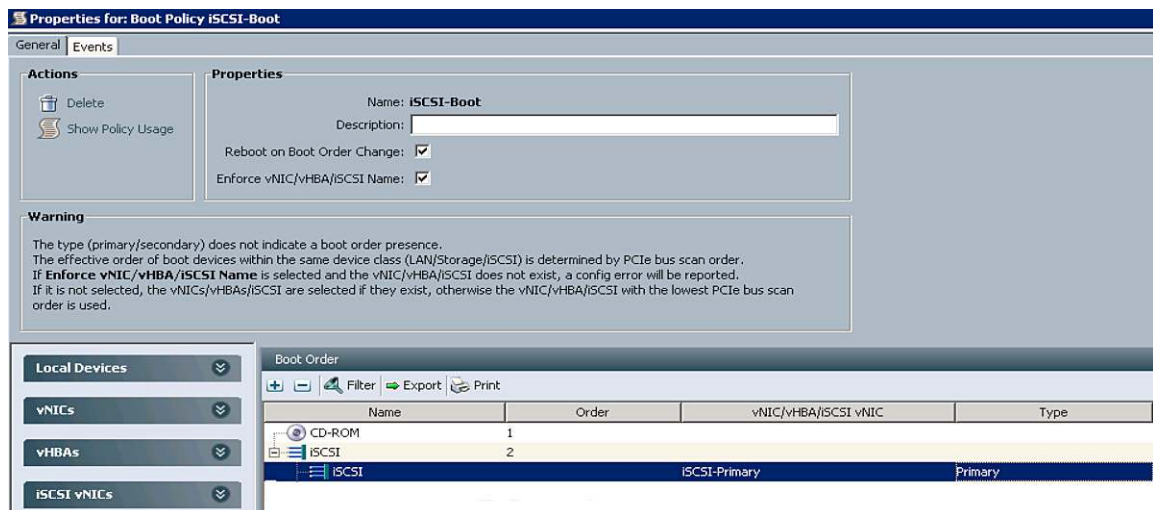 Properties for: Boot Policy iSCSI-Boot
General Events
Actions
Delete
Show Policy Usage
Properties
Name: iSCSI-Boot
Description:
Reboot on Boot Order Change:
Enforce vNIC/vHBA/iSCSI Name:
Warning
The type (primary/secondary) does not indicate a boot order presence.
The effective order of boot devices within the same device class (LAN/Storage/iSCSI) is determined by PCIe bus scan order.
If Enforce vNIC/vHBA/iSCSI Name is selected and the vNIC/vHBA/iSCSI does not exist, a config error will be reported.
If it is not selected, the vNICs/vHBAs/iSCSI are selected if they exist, otherwise the vNIC/vHBA/iSCSI with the lowest PCIe bus scan
order is used.
Local Devices
vNICs
vHBAs
iSCSI vNICs
Boot Order
Filter Export Print
Name Order vNIC/vHBA/iSCSI vNIC Type
CD-ROM 1
iSCSI 2
iSCSI iSCSI-Primary Primary